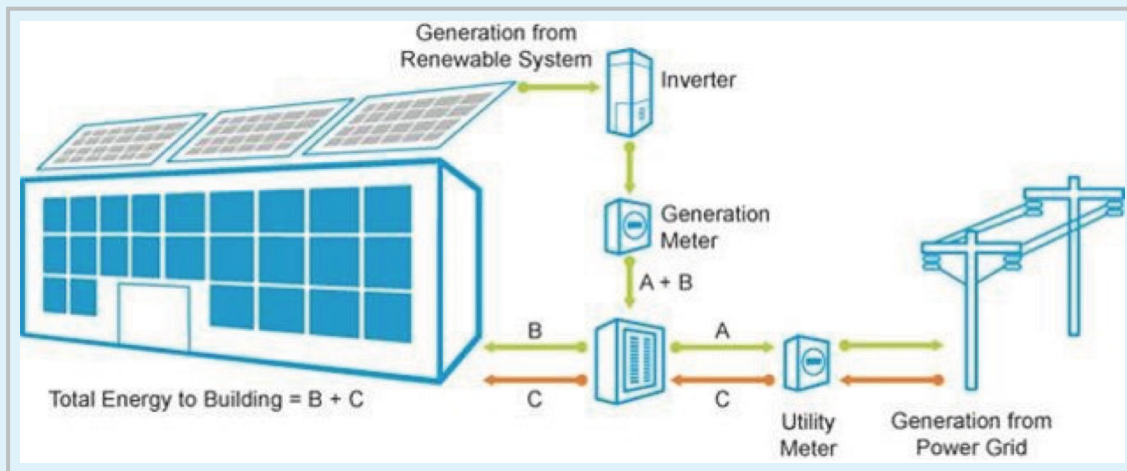 Generation from
Renewable System
Inverter
Generation
Meter
A + B
B
A
C
C
Total Energy to Building = B + C
Utility
Meter
Generation from
Power Grid